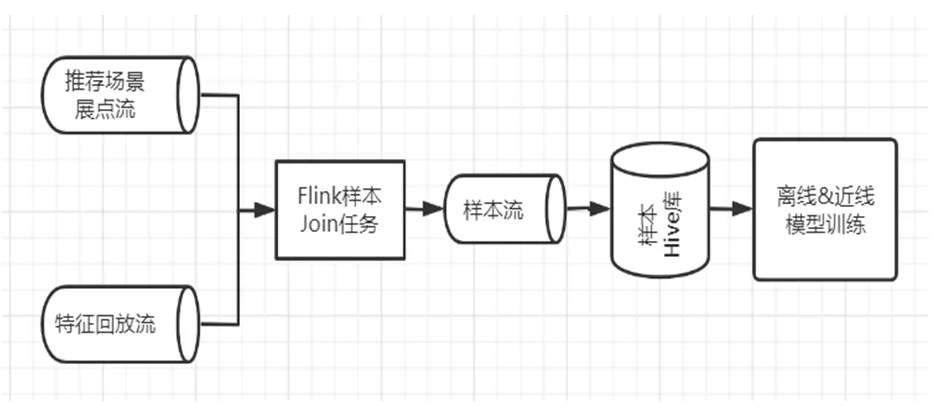 推荐场景
展点流
特征回放流
Flink样本
Join任务
样本流
样本
Hive库
离线&近线
模型训练